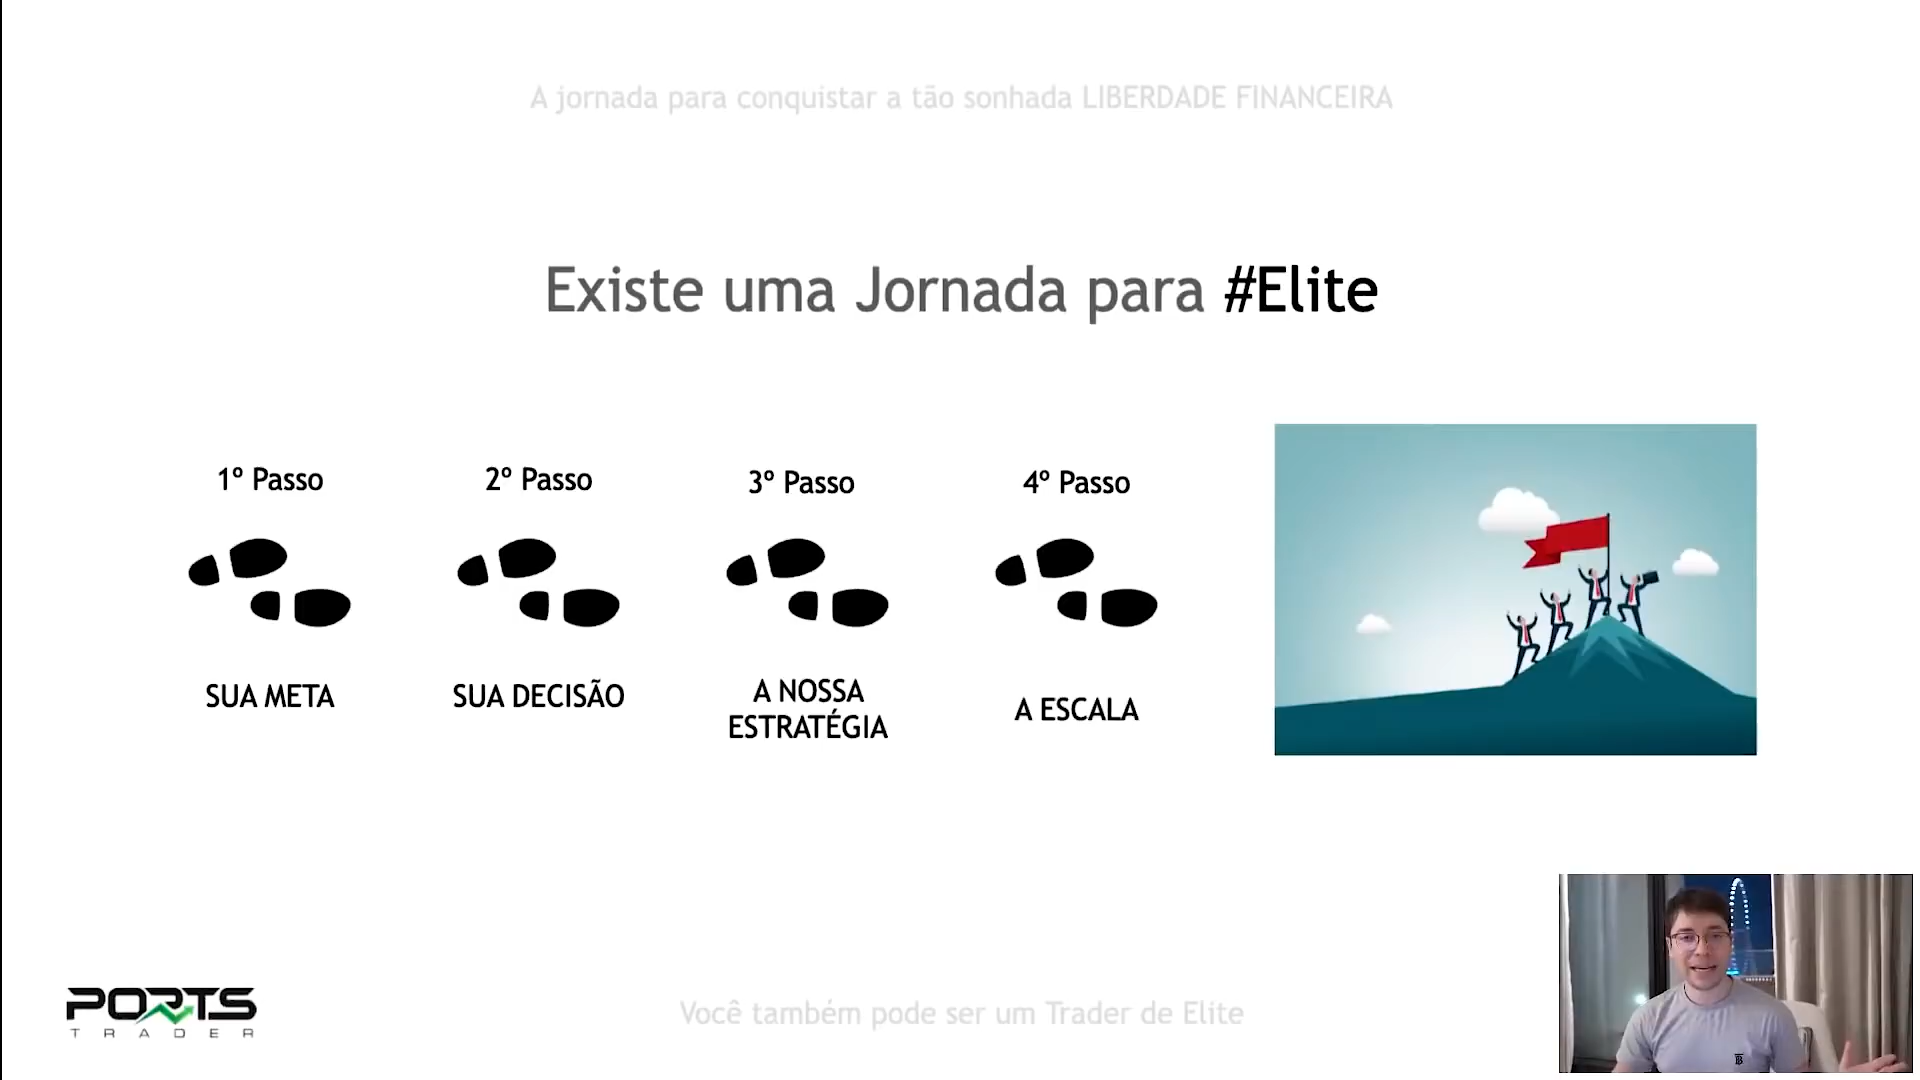 A jornada para conquistar a tão sonhada LIBERDADE FINANCEIRA
Existe uma Jornada para #Elite
1º Passo
2º Passo
3º Passo
4º Passo
SUA META
SUA DECISÃO
A NOSSA
ESTRATÉGIA
A ESCALA
PORTS
TRADER
Você também pode ser um Trader de Elite